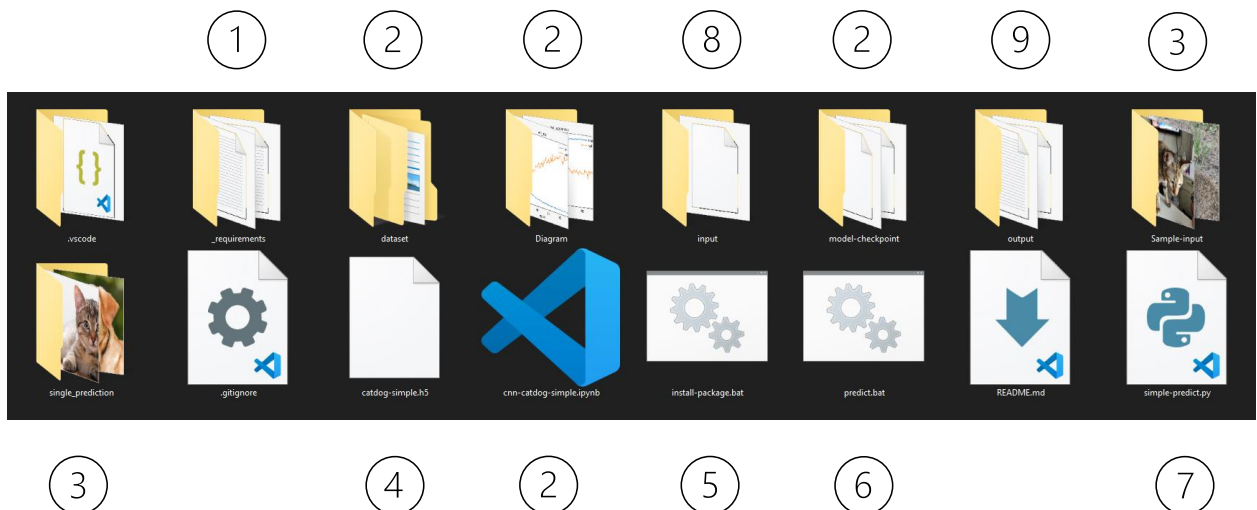 1 2 2 8 2 9 3
.vscode _requirements dataset Diagram input model-checkpoint output Sample-input
single_prediction .gitignore catdog-simple.h5 cnn-catdog-simple.ipynb install-package.bat predict.bat README.md simple-predict.py
3 4 2 5 6 7